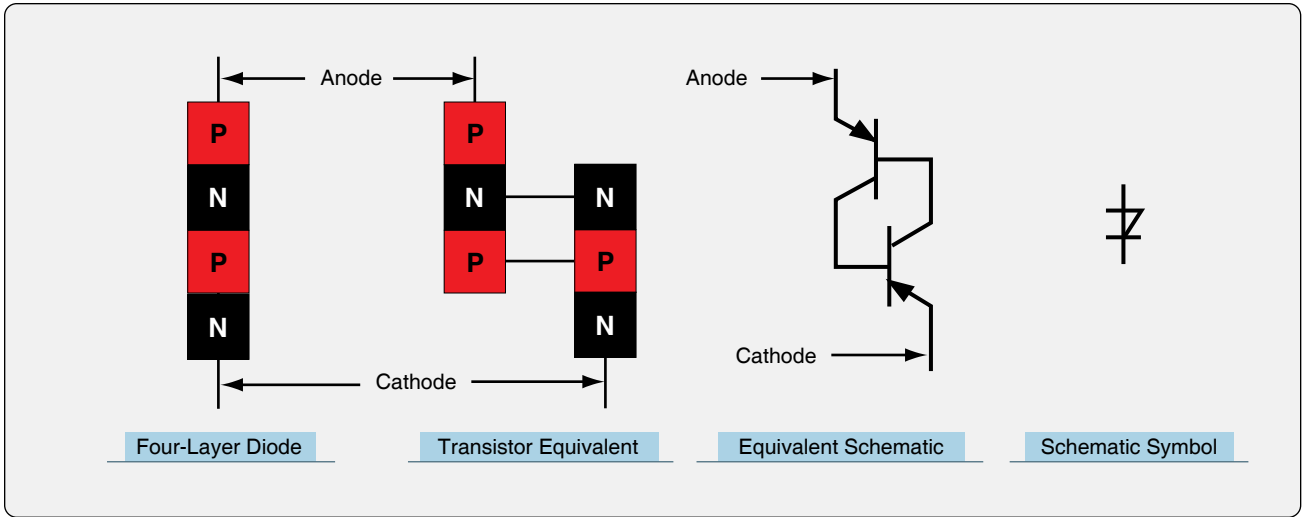 Anode
Anode
P
P
N
N
N
P
P
P
N
N
Cathode
Cathode
Four-Layer Diode
Transistor Equivalent
Equivalent Schematic
Schematic Symbol